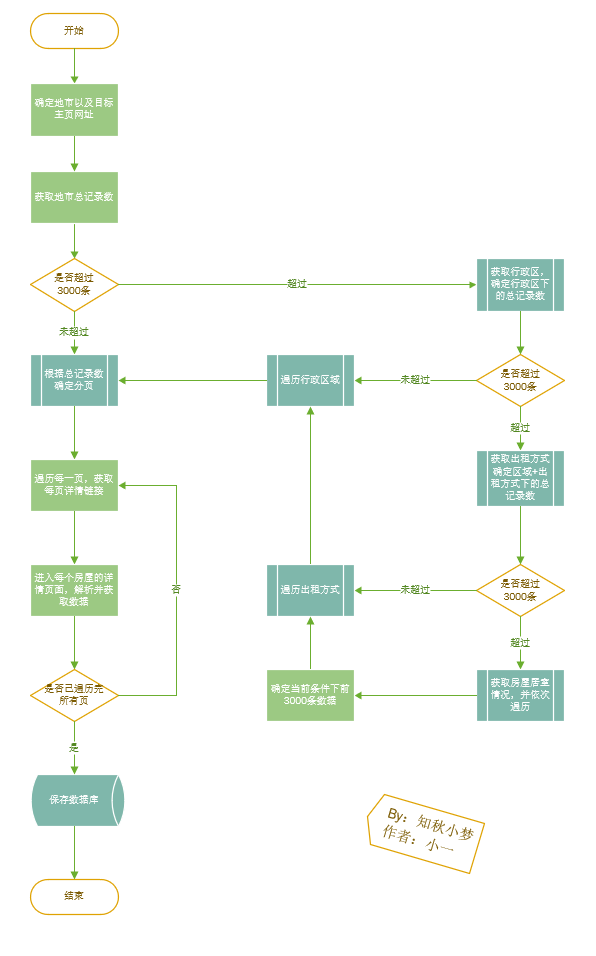 开始
确定地市以及目标
主页网址
获取地市总记录数
是否超过
3000条
超过
获取行政区,
确定行政区下
的总记录数
未超过
根据总记录数
确定分页
遍历行政区域
未超过
是否超过
3000条
超过
获取出租方式
确定区域+出
租方式下的总
记录数
遍历每一页，获取
每页详情链接
进入每个房屋的详
情页面，解析并获
取数据
否
遍历出租方式
未超过
是否超过
3000条
超过
是否已遍历完
所有页
确定当前条件下前
3000条数据
获取房屋居室
情况，并依次
遍历
是
保存数据库
By：知秋小梦
作者：小一
结束